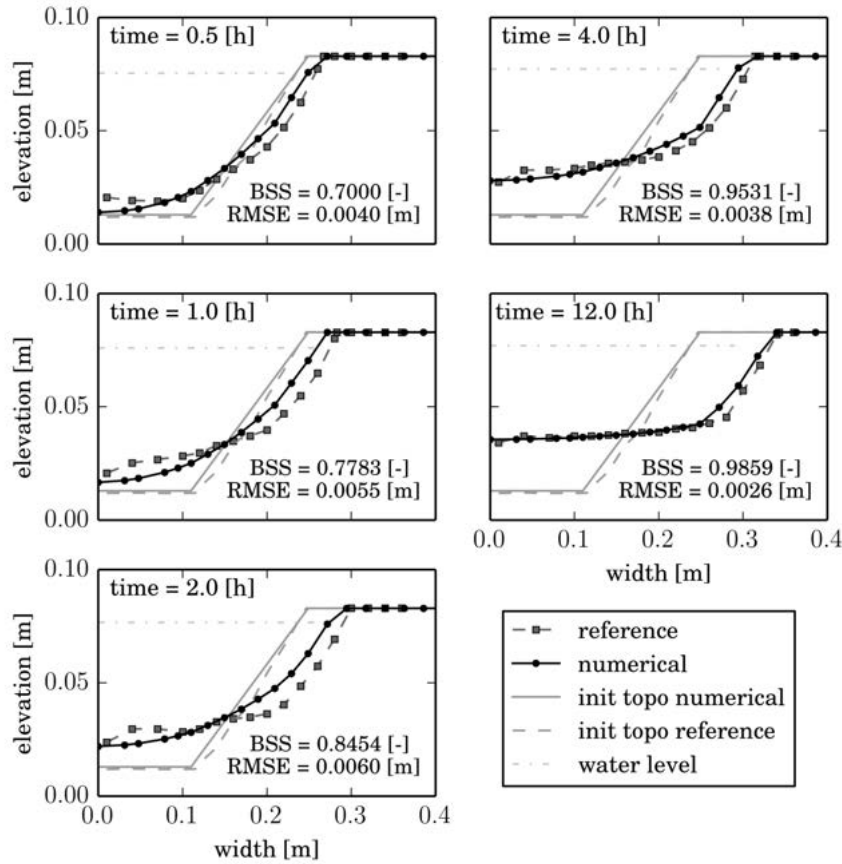 time = 0.5 [h]
BSS = 0.7000 [-]
RMSE = 0.0040 [m]
0.10
0.05
0.00
elevation [m]
time = 4.0 [h]
BSS = 0.9531 [-]
RMSE = 0.0038 [m]
time = 1.0 [h]
BSS = 0.7783 [-]
RMSE = 0.0055 [m]
0.10
0.05
0.00
elevation [m]
time = 12.0 [h]
BSS = 0.9859 [-]
RMSE = 0.0026 [m]
0.0 0.1 0.2 0.3 0.4
width [m]
time = 2.0 [h]
BSS = 0.8454 [-]
RMSE = 0.0060 [m]
0.10
0.05
0.00
elevation [m]
0.0 0.1 0.2 0.3 0.4
width [m]
reference
numerical
init topo numerical
init topo reference
water level